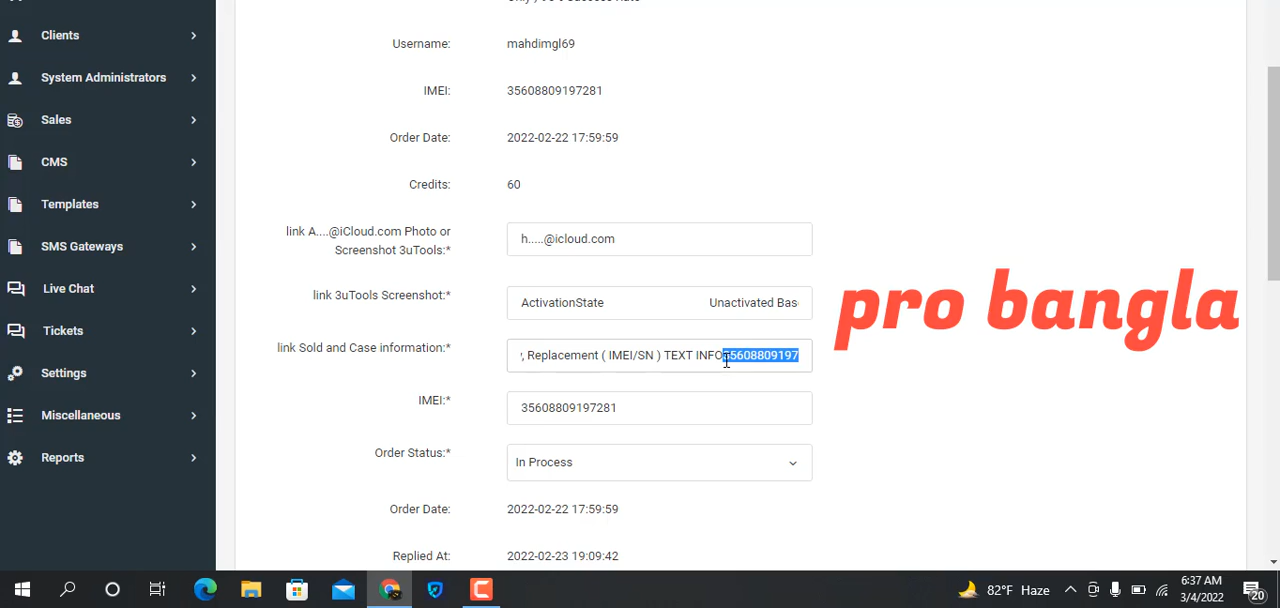 Clients
System Administrators
Sales
CMS
Templates
SMS Gateways
Live Chat
Tickets
Settings
Miscellaneous
Reports
Username: mahdimgl69
IMEI: 35608809197281
Order Date: 2022-02-22 17:59:59
Credits: 60
link A....@iCloud.com Photo or
Screenshot 3uTools:* h.....@icloud.com
link 3uTools Screenshot:* ActivationState Unactivated Bas
link Sold and Case information:* , Replacement ( IMEI/SN ) TEXT INFO35608809197
IMEI:* 35608809197281
Order Status:* In Process
Order Date: 2022-02-22 17:59:59
Replied At: 2022-02-23 19:09:42
pro bangla
82°F Haze
6:37 AM
3/4/2022
20